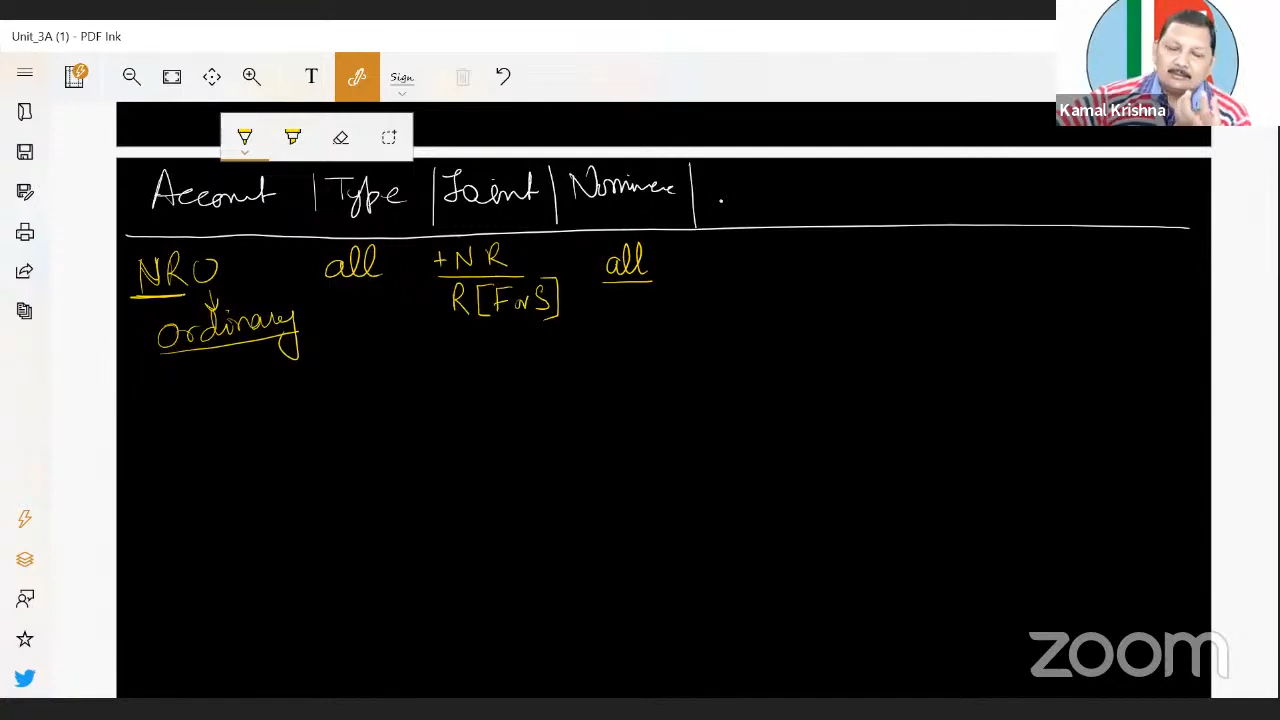 Unit_3A (1) - PDF Ink
T
Sign
Kamal Krishna
Account | Type | Joint | Nominee | .
NRO all +NR all
R [F or S]
Ordinary
zoom